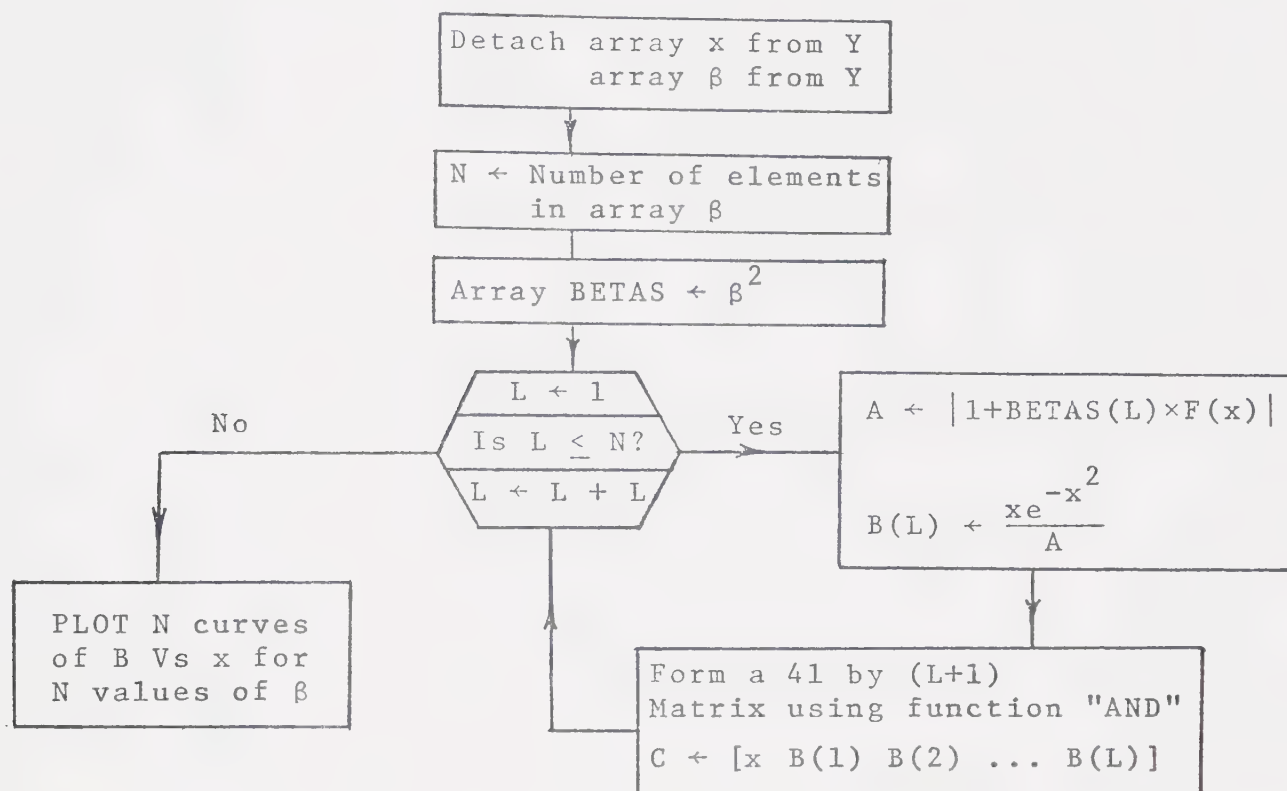 Detach array x from Y
array β from Y
N ← Number of elements
in array β
Array BETAS ← β²
L ← 1
Is L ≤ N?
L ← L + L
No
Yes
A ← |1+BETAS(L)×F(x)|
B(L) ← xe^-x² / A
PLOT N curves
of B Vs x for
N values of β
Form a 41 by (L+1)
Matrix using function "AND"
C ← [x B(1) B(2) ... B(L)]